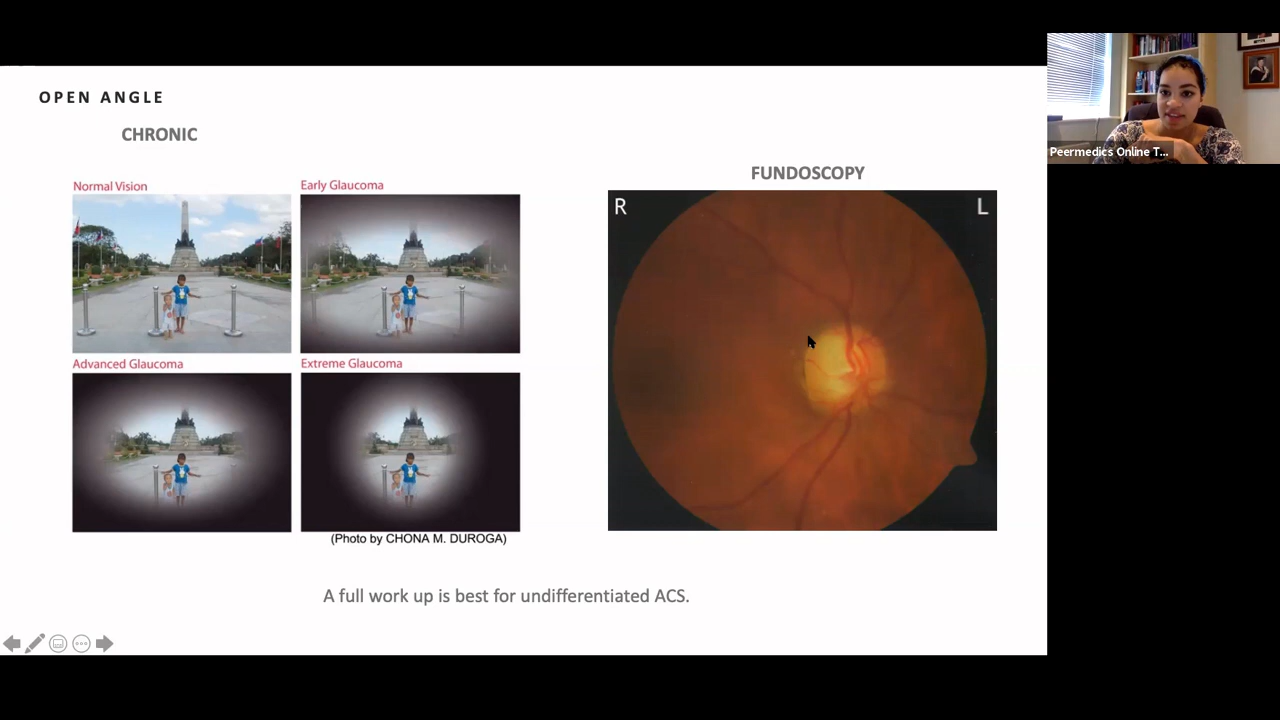 OPEN ANGLE
CHRONIC
Normal Vision
Early Glaucoma
Advanced Glaucoma
Extreme Glaucoma
(Photo by CHONA M. DUROGA)
FUNDOSCOPY
R
L
A full work up is best for undifferentiated ACS.
Peermedics Online T...